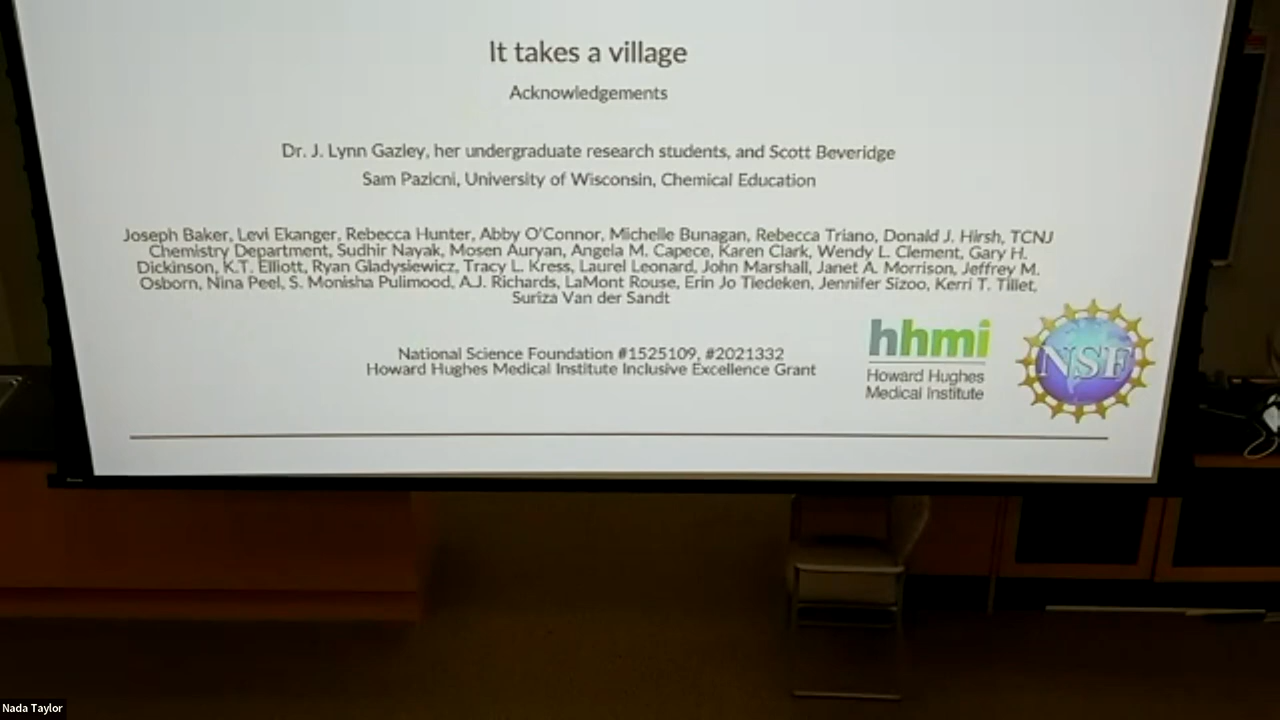 It takes a village
Acknowledgements
Dr. J. Lynn Gazley, her undergraduate research students, and Scott Beveridge
Sam Pazicni, University of Wisconsin, Chemical Education
Joseph Baker, Levi Ekanger, Rebecca Hunter, Abby O'Connor, Michelle Bunagan, Rebecca Triano, Donald J. Hirsh, TCNJ
Chemistry Department, Sudhir Nayak, Mosen Auryan, Angela M. Capece, Karen Clark, Wendy L. Clement, Gary H.
Dickinson, K.T. Elliott, Ryan Gladysiewicz, Tracy L. Kress, Laurel Leonard, John Marshall, Janet A. Morrison, Jeffrey M.
Osborn, Nina Peel, S. Monisha Pulimood, A.J. Richards, LaMont Rouse, Erin Jo Tiedeken, Jennifer Sizoo, Kerri T. Tillet,
Suriza Van der Sandt
National Science Foundation #1525109, #2021332
Howard Hughes Medical Institute Inclusive Excellence Grant
hhmi
Howard Hughes
Medical Institute
NSF
Nada Taylor